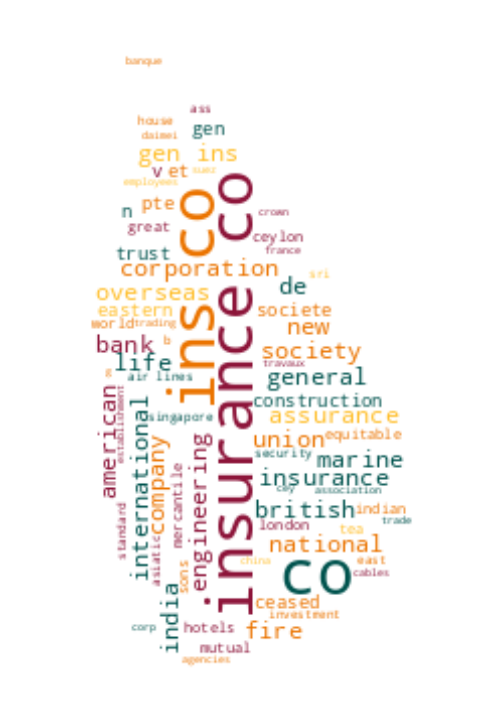 banque
ass
house
gen
daimei
gen ins
v et suez
employees
n pte
co
co
crown
great
ceylon
trust
france
corporation
sri
de
overseas
eastern
societe
world trading
new
bank
b
society
life
travaux
g
air lines
general
ins
insurance
american
establishment
construction
singapore
assurance
international
company
union equitable
security
marine
insurance
cey
association
engineering
mercantile
standard
british indian
london
trade
tea
national
asiatic
china
east
co
cables
sons
india
ceased
investment
corp
hotels
fire
mutual
agencies